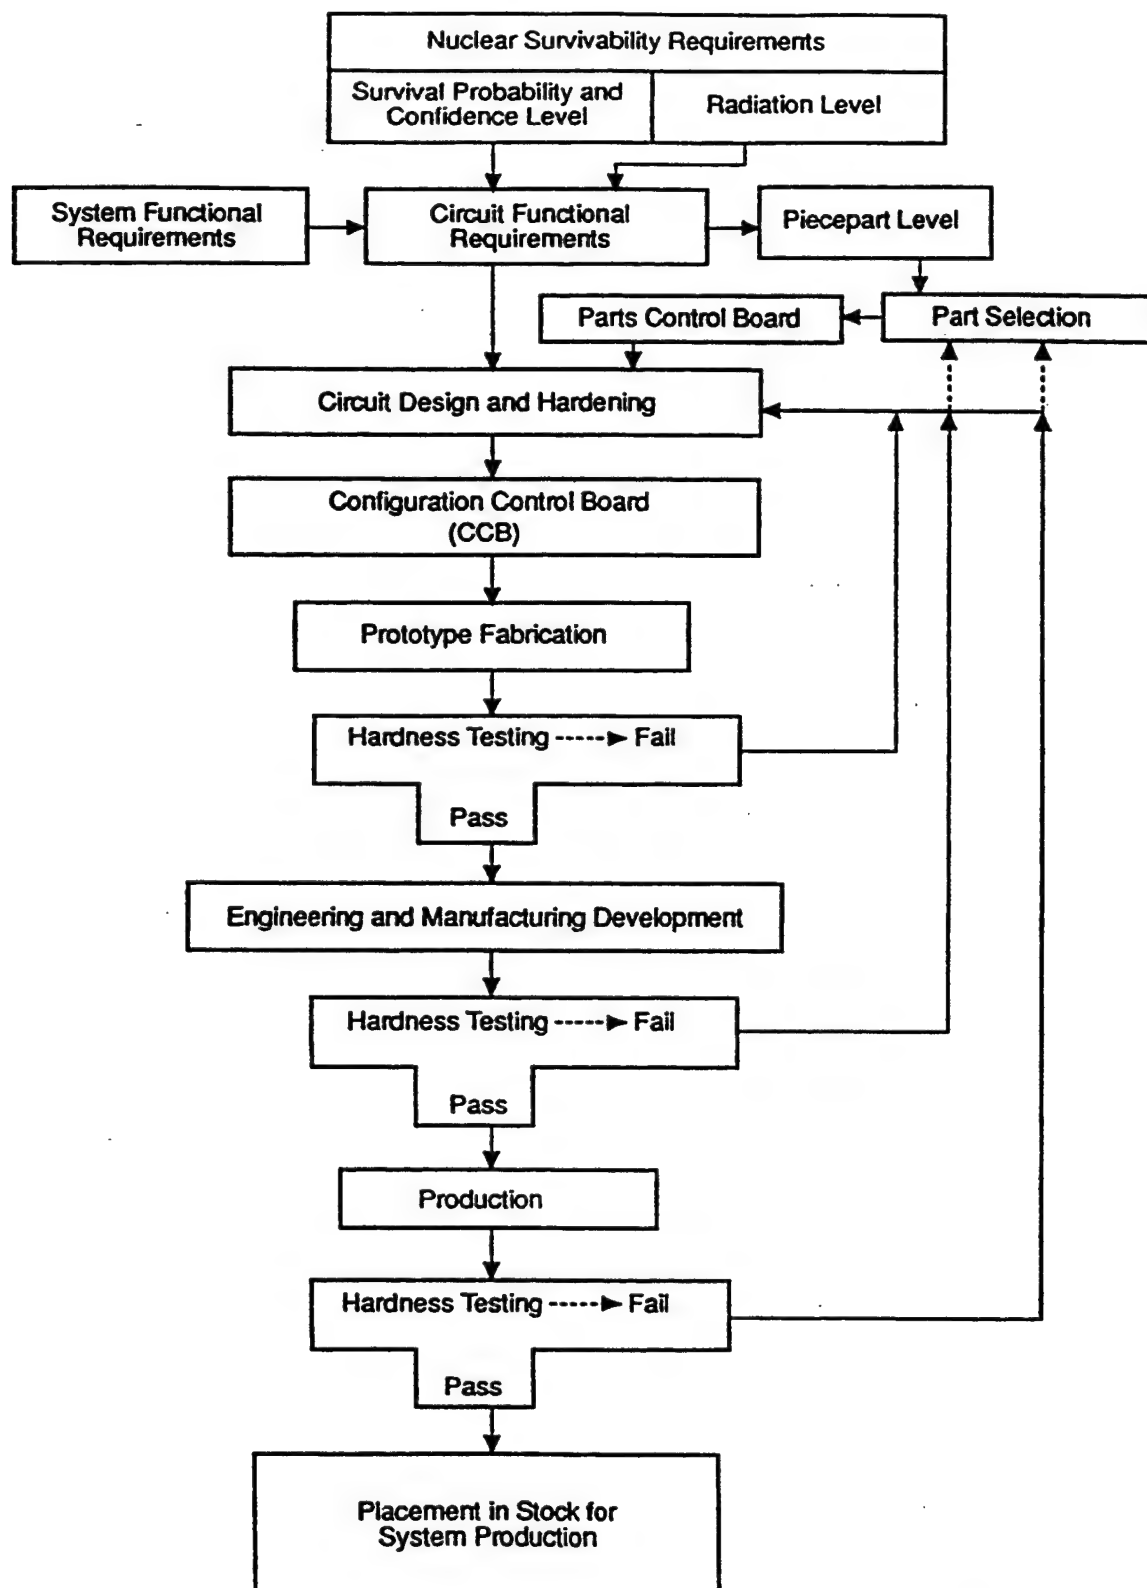 Nuclear Survivability Requirements
Survival Probability and
Confidence Level
Radiation Level
System Functional
Requirements
Circuit Functional
Requirements
Piecepart Level
Parts Control Board
Part Selection
Circuit Design and Hardening
Configuration Control Board
(CCB)
Prototype Fabrication
Hardness Testing Fail
Pass
Engineering and Manufacturing Development
Hardness Testing Fail
Pass
Production
Hardness Testing Fail
Pass
Placement in Stock for
System Production